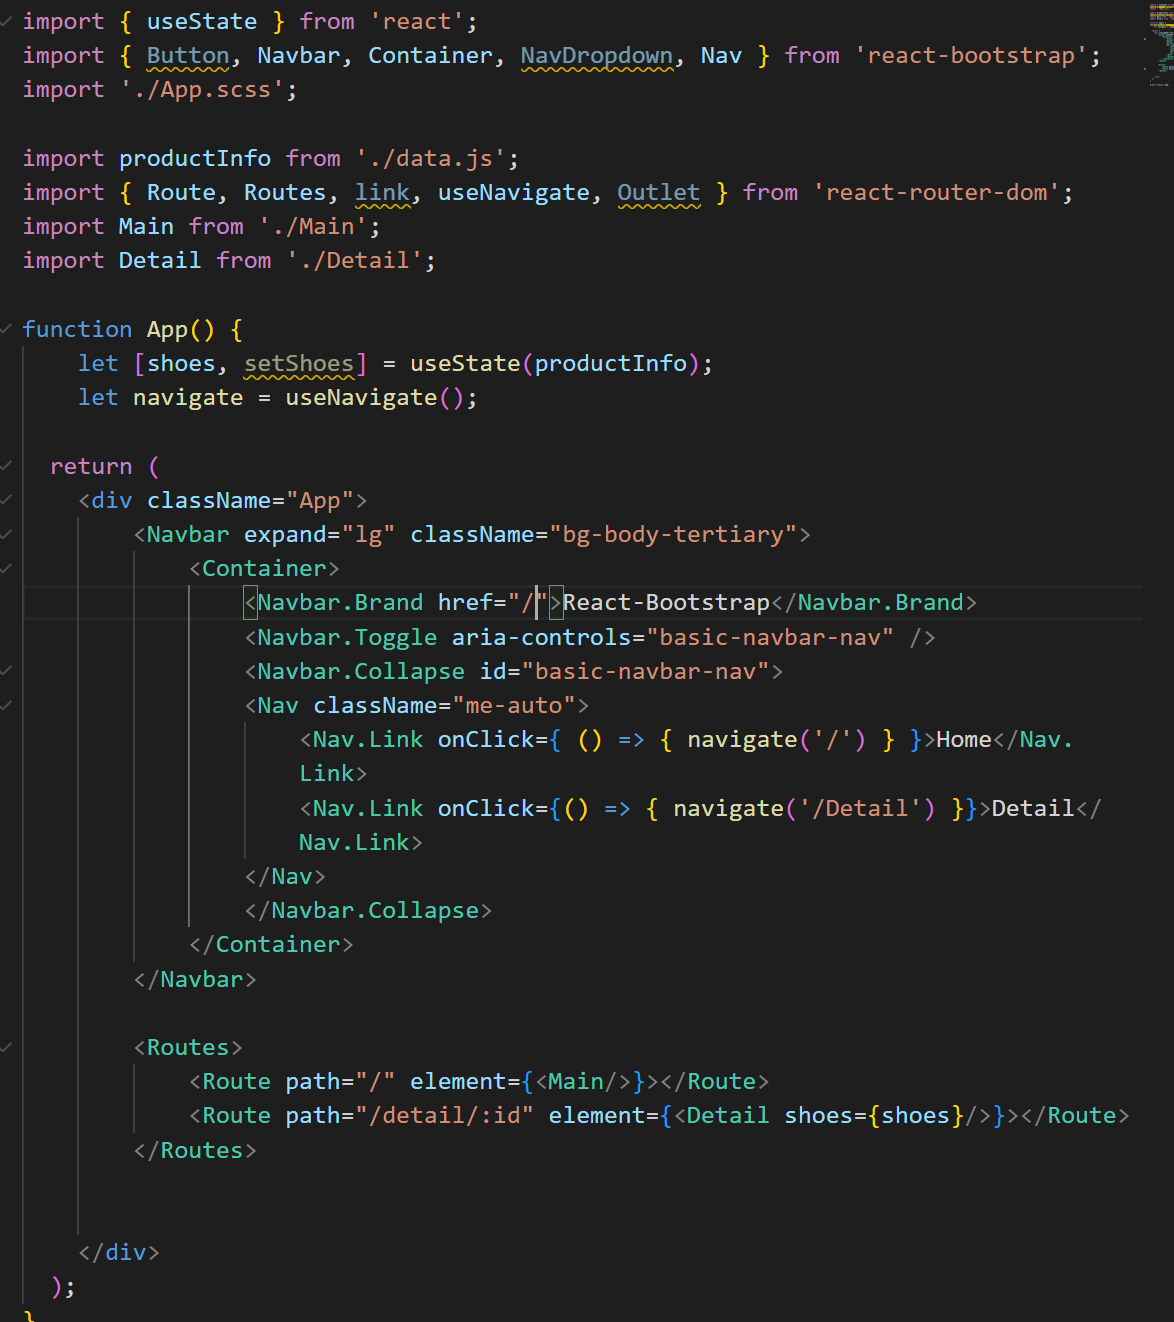 import { useState } from 'react';
import { Button, Navbar, Container, NavDropdown, Nav } from 'react-bootstrap';
import './App.scss';
import productInfo from './data.js';
import { Route, Routes, link, useNavigate, Outlet } from 'react-router-dom';
import Main from './Main';
import Detail from './Detail';
function App() {
let [shoes, setShoes] = useState(productInfo);
let navigate = useNavigate();
return (
<div className="App">
<Navbar expand="lg" className="bg-body-tertiary">
<Container>
<Navbar.Brand href="/">React-Bootstrap</Navbar.Brand>
<Navbar.Toggle aria-controls="basic-navbar-nav" />
<Navbar.Collapse id="basic-navbar-nav">
<Nav className="me-auto">
<Nav.Link onClick={ () => { navigate('/') } }>Home</Nav.
Link>
<Nav.Link onClick={() => { navigate('/Detail') }}>Detail</
Nav.Link>
</Nav>
</Navbar.Collapse>
</Container>
</Navbar>
<Routes>
<Route path="/" element={<Main/>}></Route>
<Route path="/detail/:id" element={<Detail shoes={shoes}/>}></Route>
</Routes>
</div>
);
}